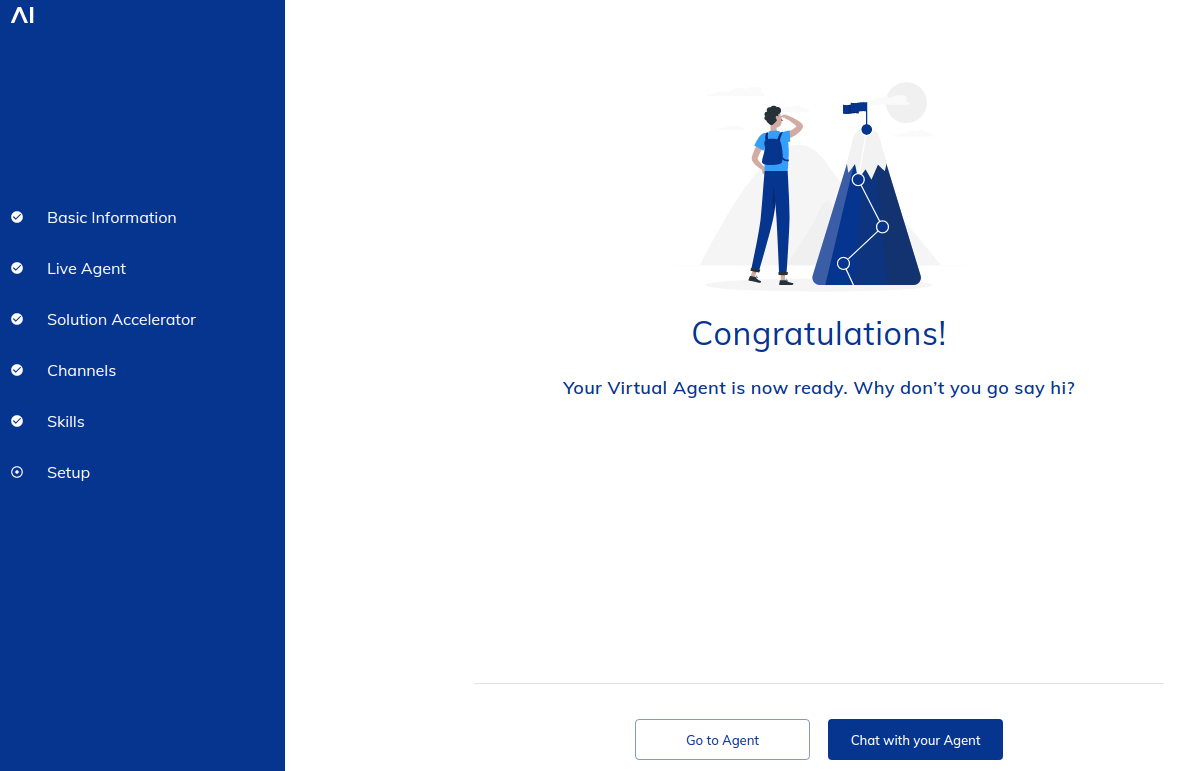 AI
Basic Information
Live Agent
Solution Accelerator
Channels
Skills
Setup
Congratulations!
Your Virtual Agent is now ready. Why don’t you go say hi?
Go to Agent
Chat with your Agent